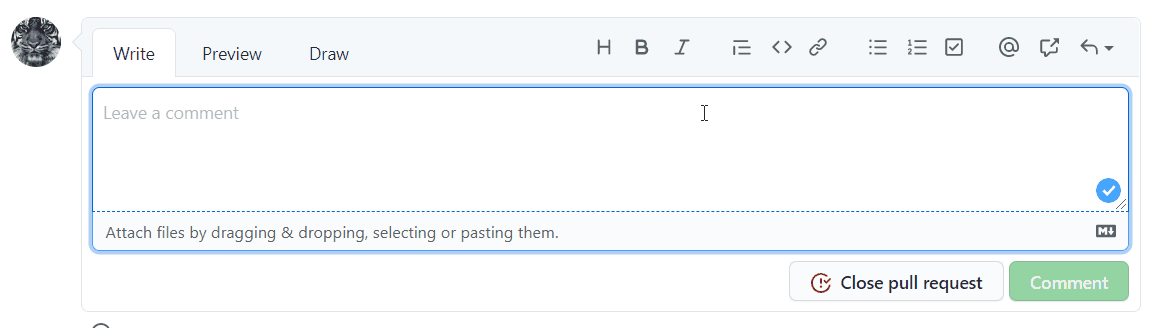 Write Preview Draw H B I @
Leave a comment
Attach files by dragging & dropping, selecting or pasting them. M
Close pull request Comment